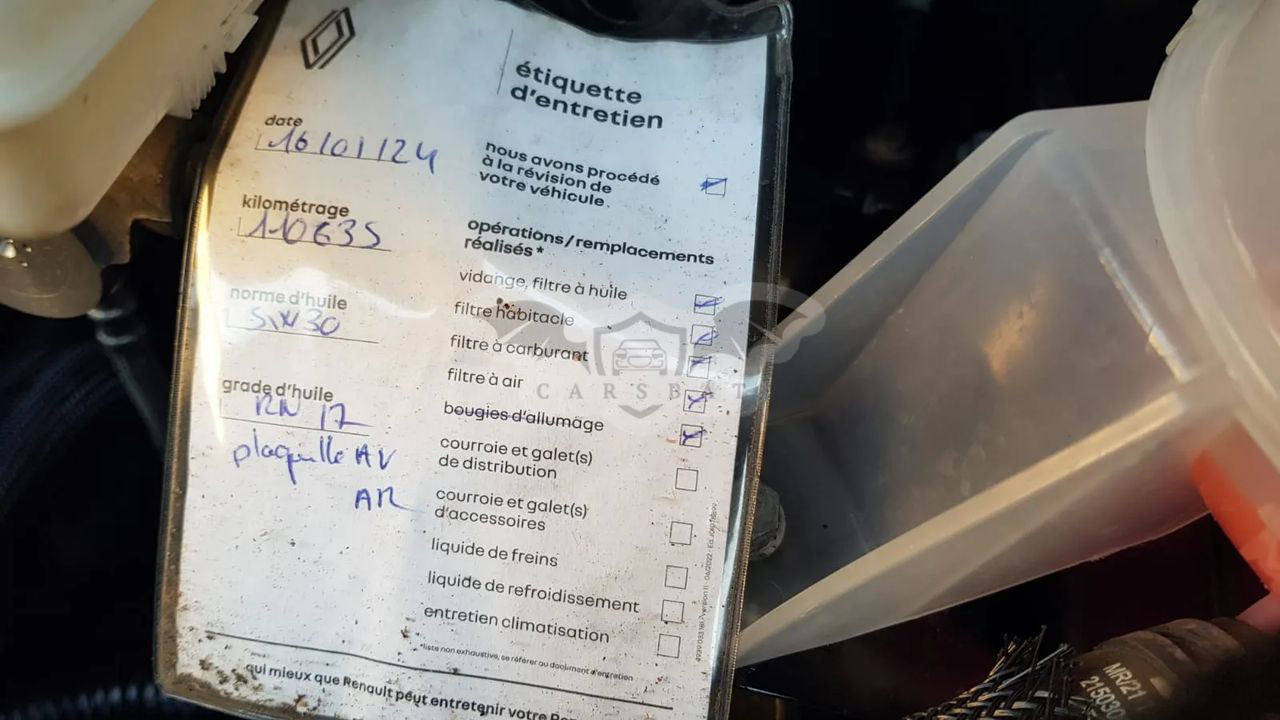 étiquette
d'entretien
date
16/01/24
kilométrage
110635
norme d'huile
5W30
grade d'huile
RN 17
plaquille AV
AR
nous avons procédé
à la révision de
votre véhicule
opérations/remplacements
réalisés*
vidange, filtre à huile
filtre habitacle
filtre à carburant
filtre à air
bougies d'allumage
courroie et galet(s)
de distribution
courroie et galet(s)
d'accessoires
liquide de freins
liquide de refroidissement
entretien climatisation
*liste non exhaustive, se référer au document d'entretien
qui mieux que Renault peut entretenir votre
CARSBAT
MR/21